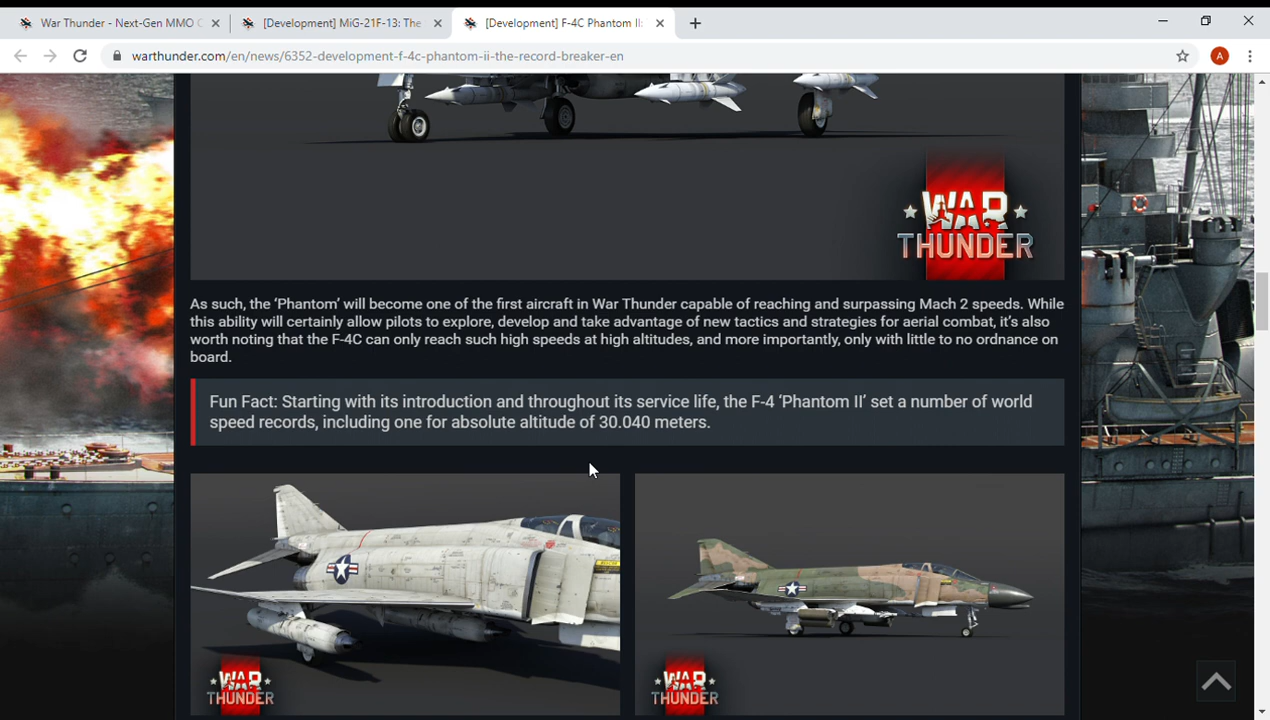 War Thunder - Next-Gen MMO C
[Development] MiG-21F-13: The
[Development] F-4C Phantom II:
warthunder.com/en/news/6352-development-f-4c-phantom-ii-the-record-breaker-en
A
WAR
THUNDER
As such, the ‘Phantom’ will become one of the first aircraft in War Thunder capable of reaching and surpassing Mach 2 speeds. While
this ability will certainly allow pilots to explore, develop and take advantage of new tactics and strategies for aerial combat, it’s also
worth noting that the F-4C can only reach such high speeds at high altitudes, and more importantly, only with little to no ordnance on
board.
Fun Fact: Starting with its introduction and throughout its service life, the F-4 ‘Phantom II’ set a number of world
speed records, including one for absolute altitude of 30.040 meters.
WAR
THUNDER
WAR
THUNDER